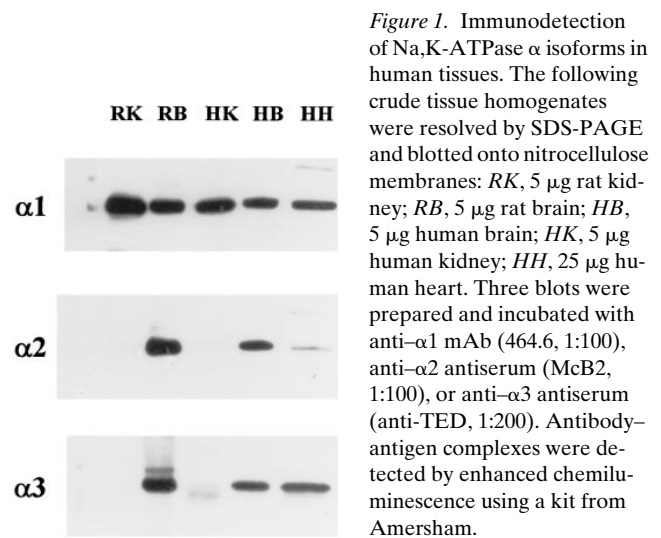 RK RB HK HB HH
α1
α2
α3
Figure 1. Immunodetection
of Na,K-ATPase α isoforms in
human tissues. The following
crude tissue homogenates
were resolved by SDS-PAGE
and blotted onto nitrocellulose
membranes: RK, 5 μg rat kid-
ney; RB, 5 μg rat brain; HB,
5 μg human brain; HK, 5 μg
human kidney; HH, 25 μg hu-
man heart. Three blots were
prepared and incubated with
anti–α1 mAb (464.6, 1:100),
anti–α2 antiserum (McB2,
1:100), or anti–α3 antiserum
(anti-TED, 1:200). Antibody–
antigen complexes were de-
tected by enhanced chemilu-
minescence using a kit from
Amersham.